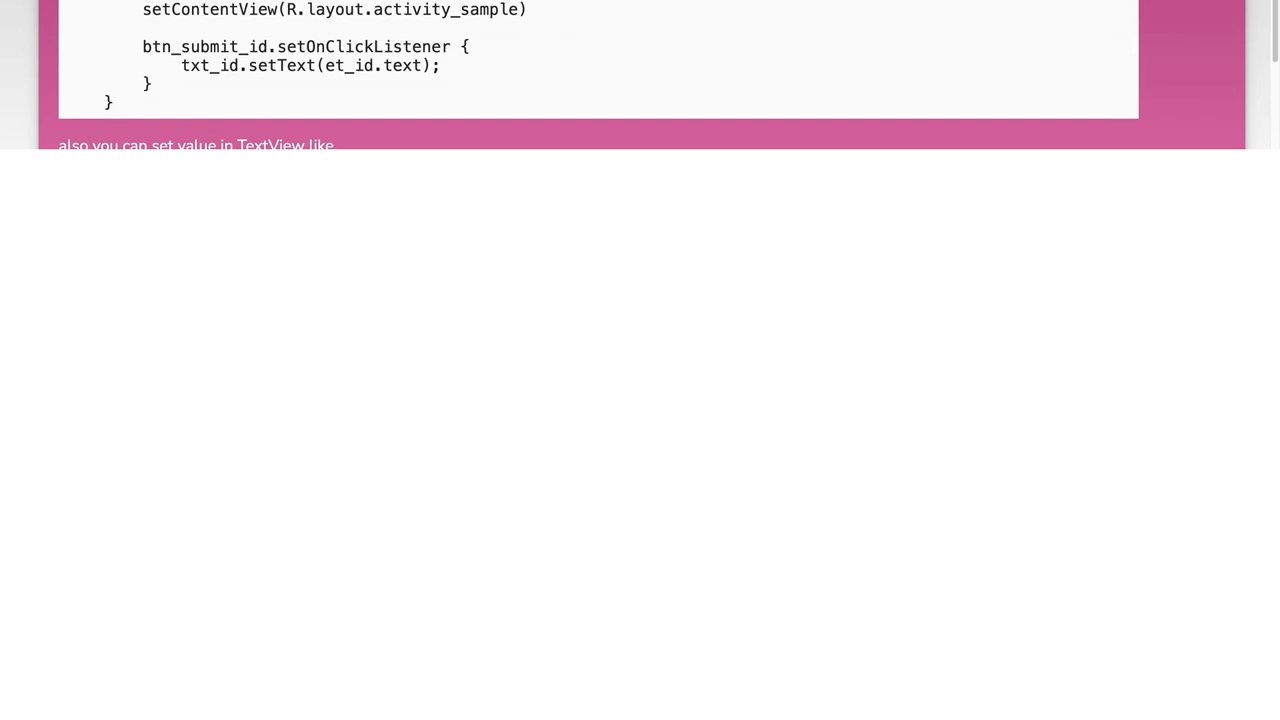 setContentView(R.layout.activity_sample)
btn_submit_id.setOnClickListener {
txt_id.setText(et_id.text);
}
}
also you can set value in TextView like